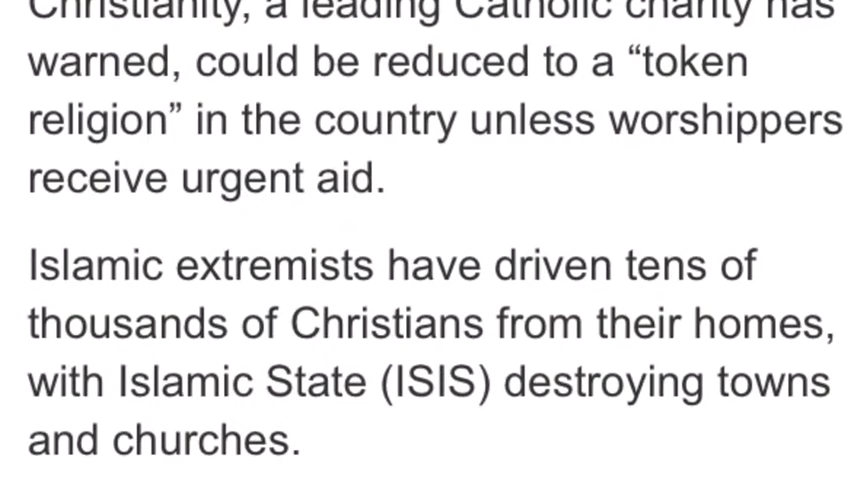 Christianity, a leading Catholic charity has
warned, could be reduced to a “token
religion” in the country unless worshippers
receive urgent aid.
Islamic extremists have driven tens of
thousands of Christians from their homes,
with Islamic State (ISIS) destroying towns
and churches.